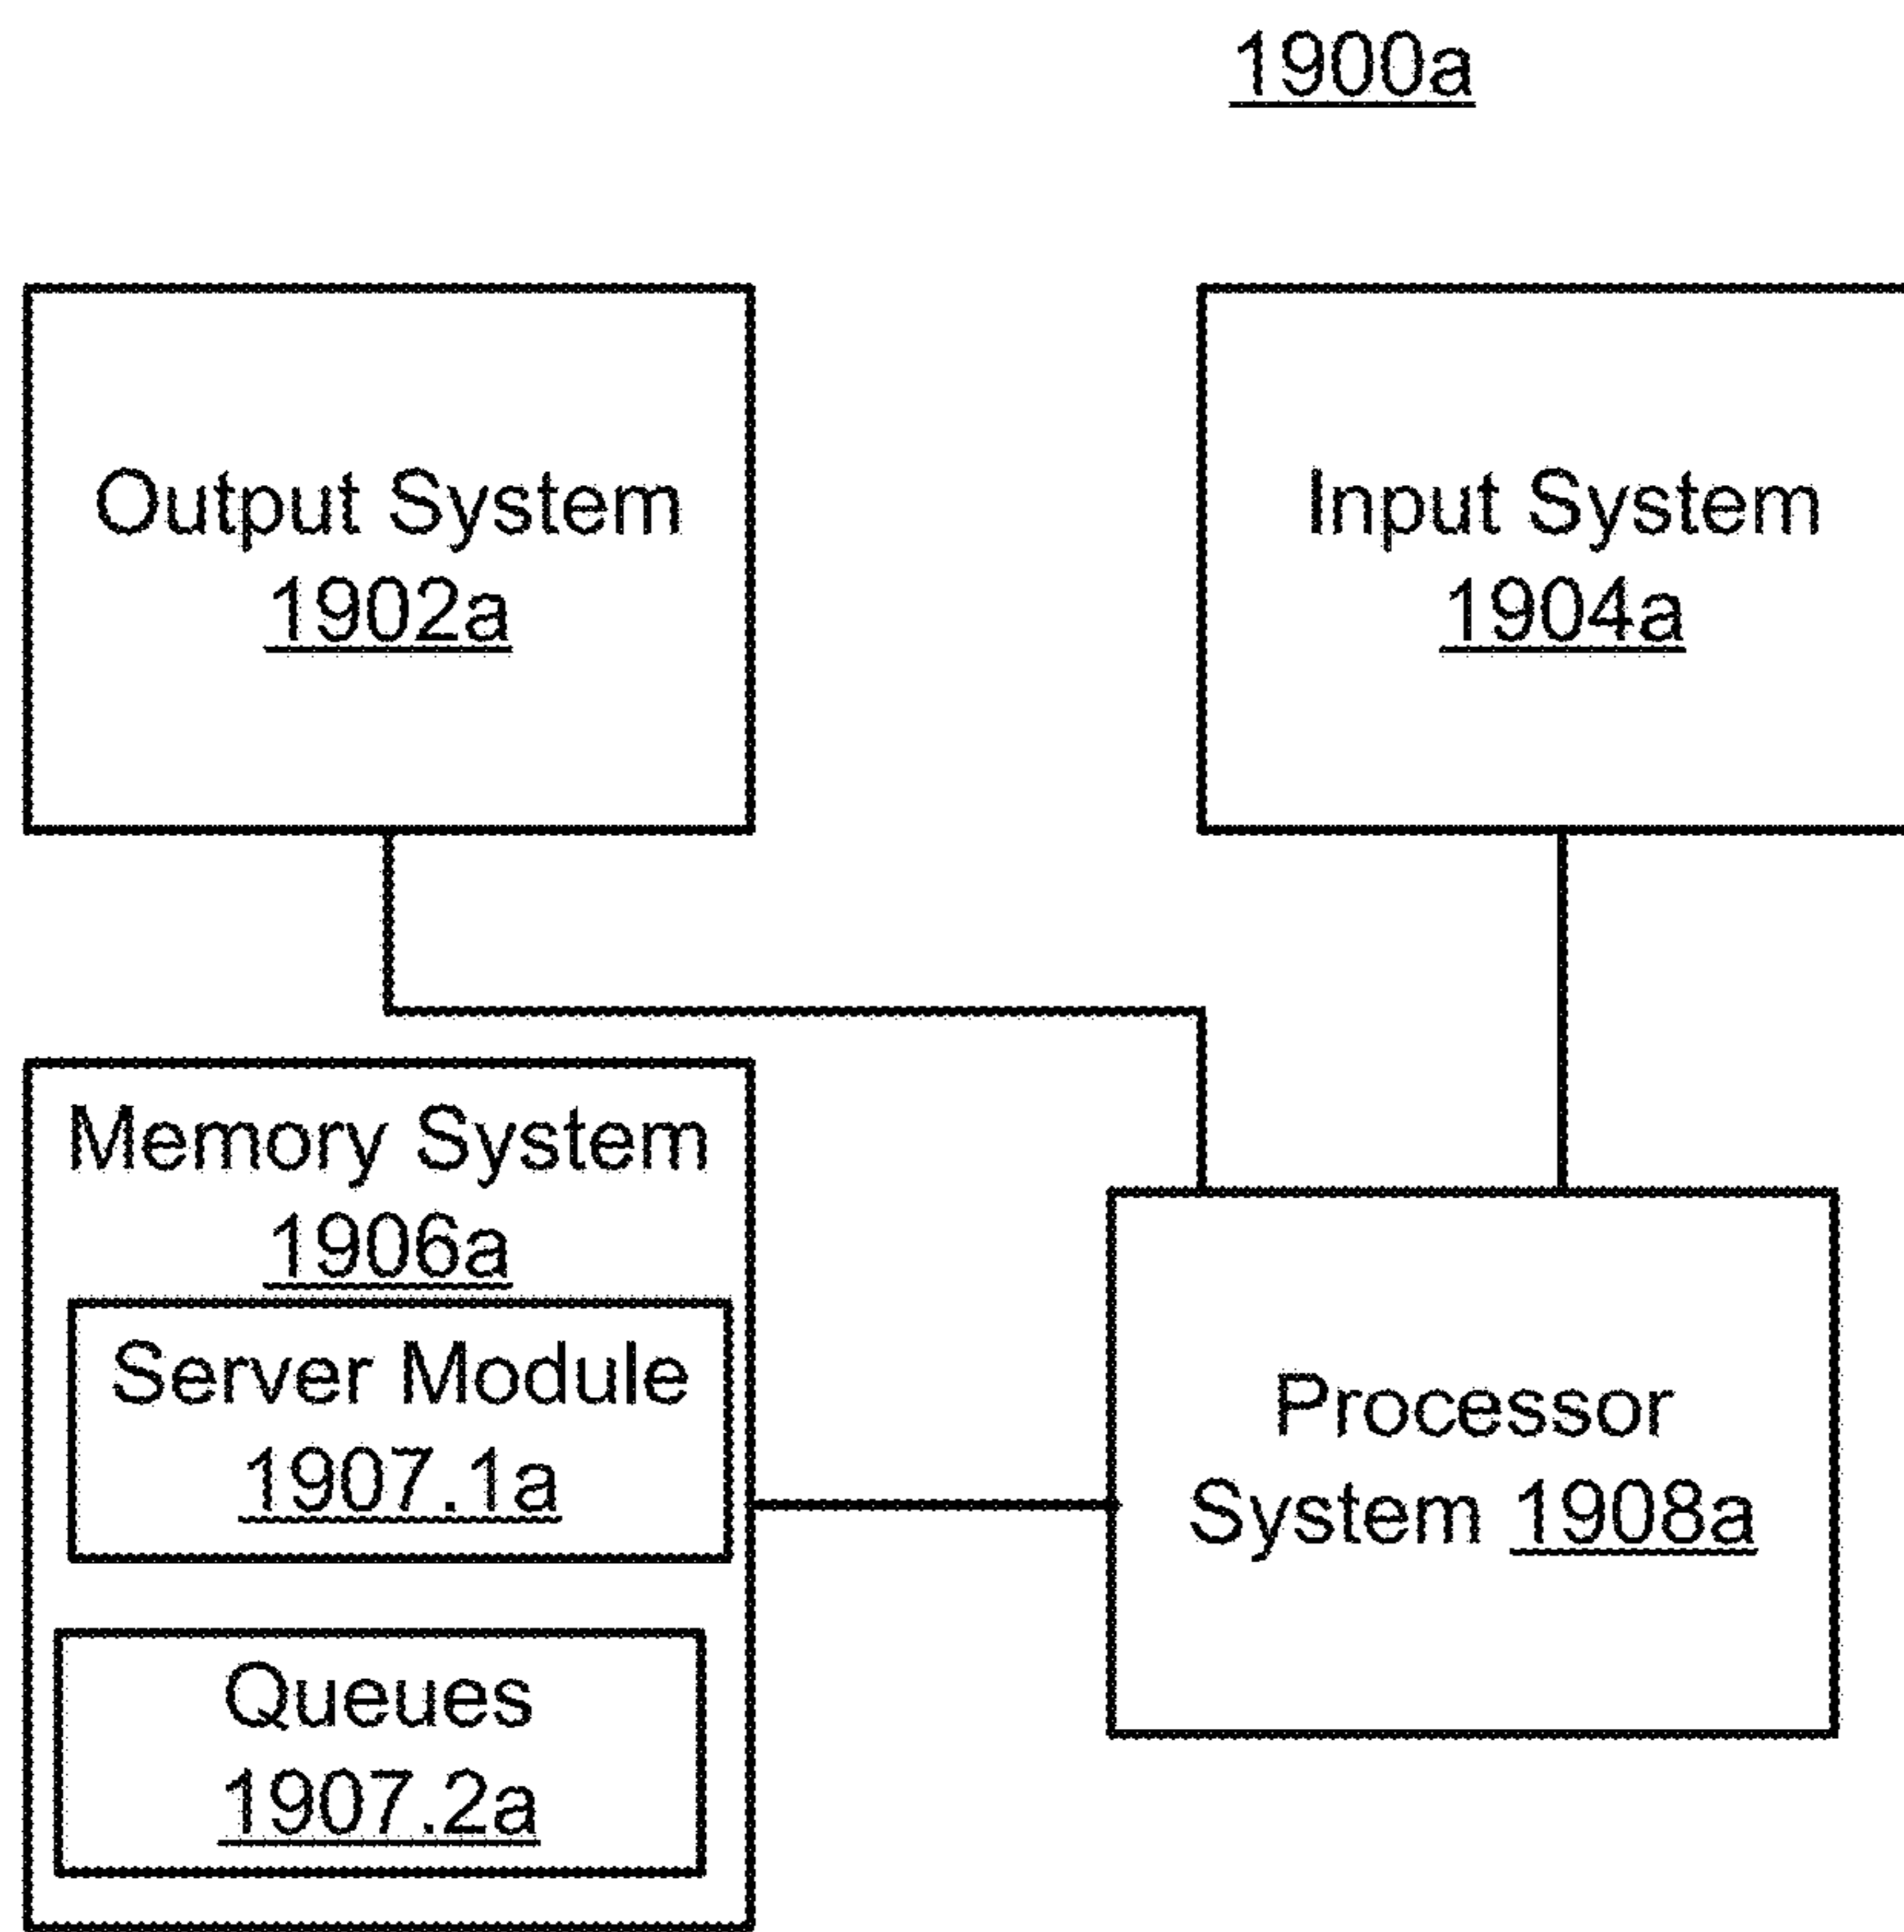 1900a
Output System
1902a
Input System
1904a
Memory System
1906a
Server Module
1907.1a
Queues
1907.2a
Processor
System 1908a